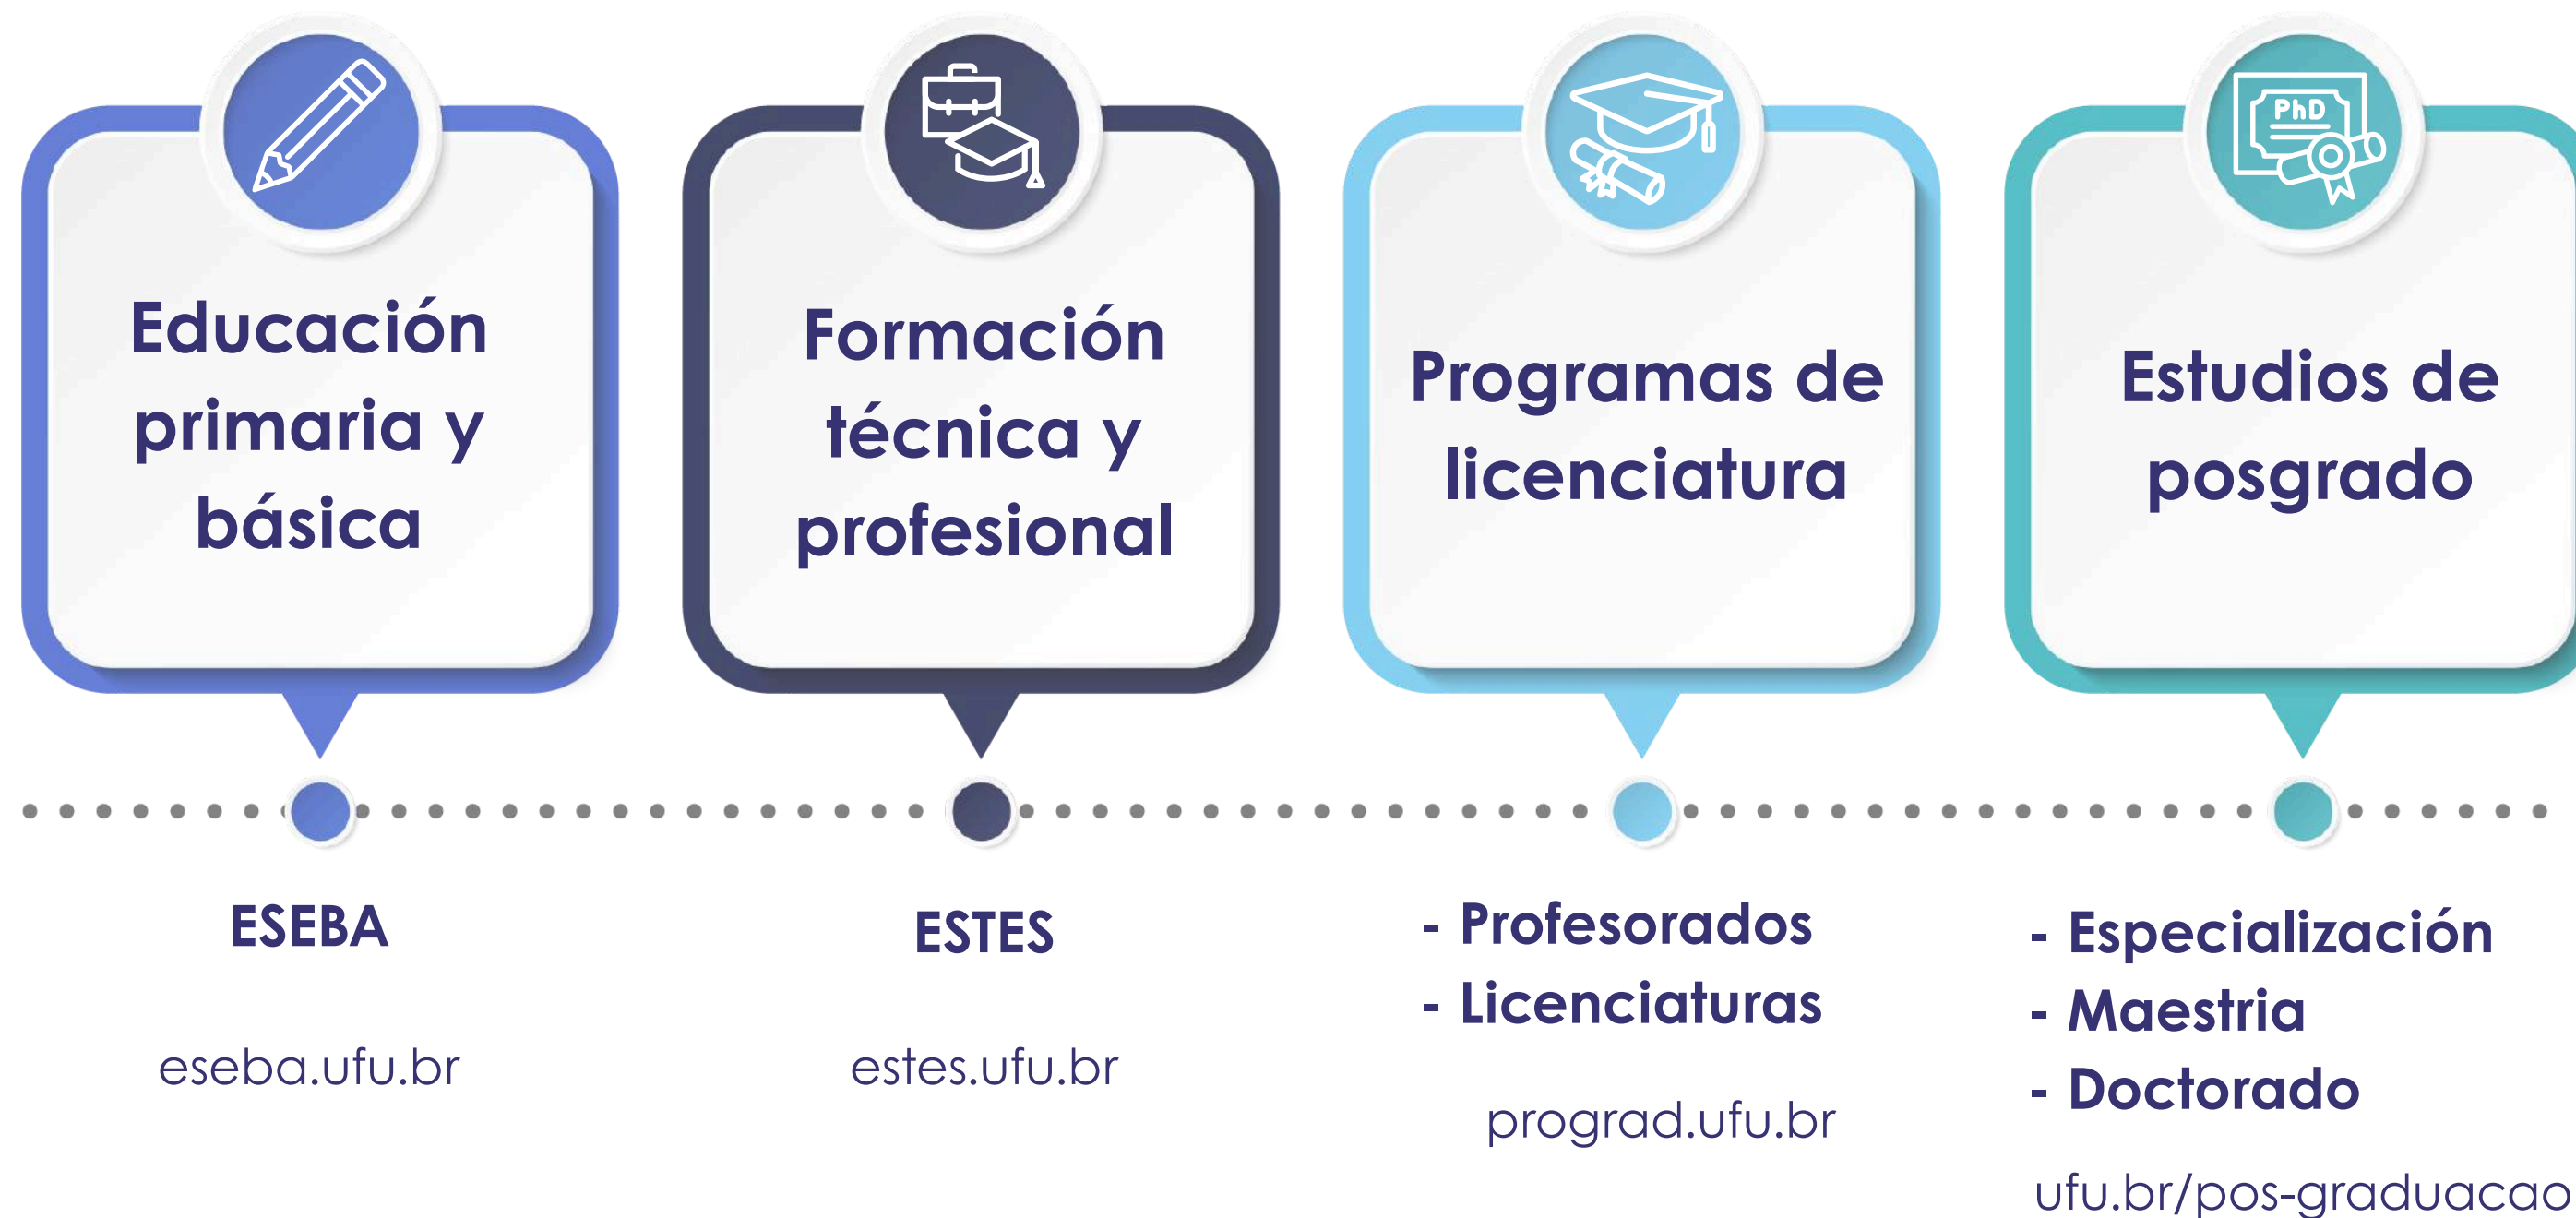 Educación
primaria y
básica
ESEBA
eseba.ufu.br
Formación
técnica y
profesional
ESTES
estes.ufu.br
Programas de
licenciatura
- Profesorados
- Licenciaturas
prograd.ufu.br
PhD
Estudios de
posgrado
- Especialización
- Maestria
- Doctorado
ufu.br/pos-graduacao